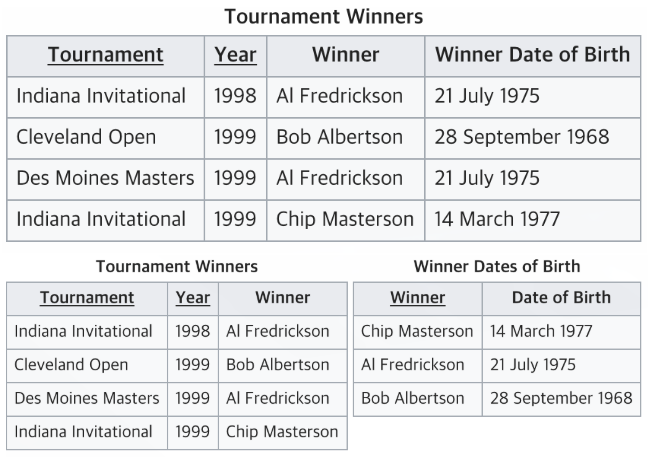 Tournament Winners
Tournament Year Winner Winner Date of Birth
Indiana Invitational 1998 Al Fredrickson 21 July 1975
Cleveland Open 1999 Bob Albertson 28 September 1968
Des Moines Masters 1999 Al Fredrickson 21 July 1975
Indiana Invitational 1999 Chip Masterson 14 March 1977
Tournament Winners
Tournament Year Winner
Indiana Invitational 1998 Al Fredrickson
Cleveland Open 1999 Bob Albertson
Des Moines Masters 1999 Al Fredrickson
Indiana Invitational 1999 Chip Masterson
Winner Dates of Birth
Winner Date of Birth
Chip Masterson 14 March 1977
Al Fredrickson 21 July 1975
Bob Albertson 28 September 1968